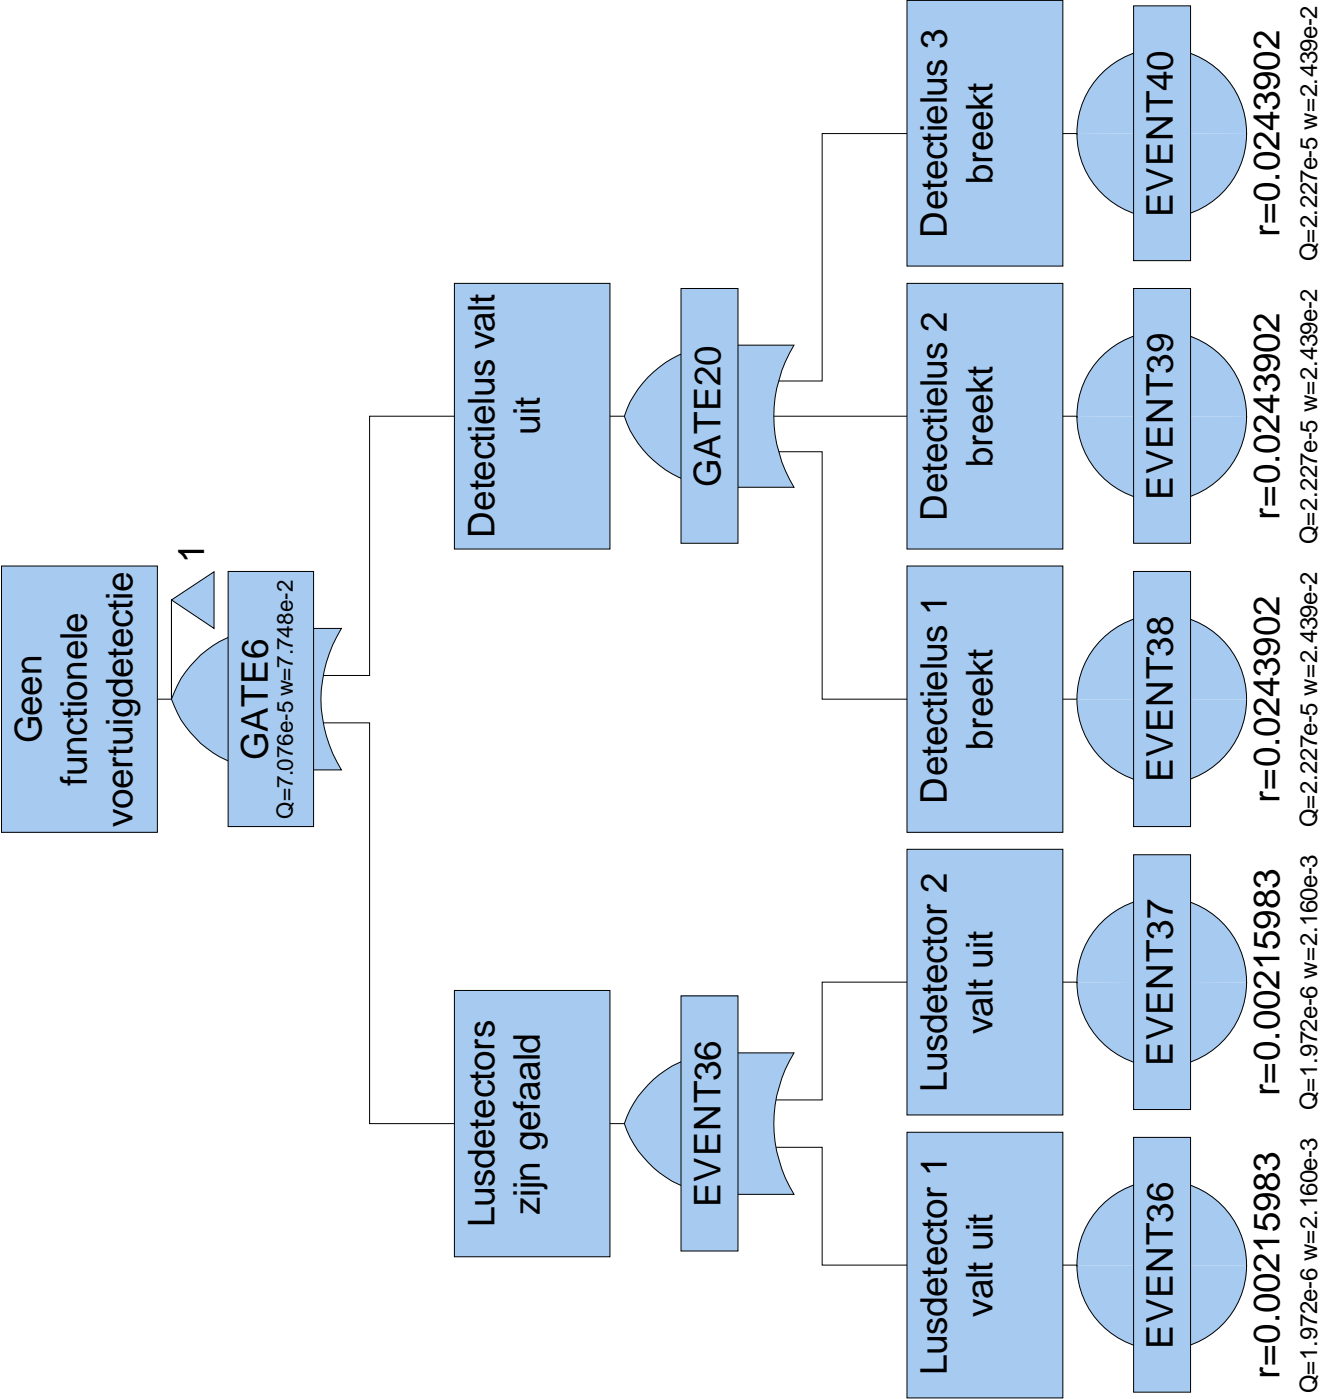 Geen
functionele
voertuigdetectie
1
GATE6
Q=7.076e-5 w=7.748e-2
Lusdetectors
zijn gefaald
EVENT36
Detectielus valt
uit
GATE20
Lusdetector 1
valt uit
EVENT36
r=0.00215983
Q=1.972e-6 w=2.160e-3
Lusdetector 2
valt uit
EVENT37
r=0.00215983
Q=1.972e-6 w=2.160e-3
Detectielus 1
breekt
EVENT38
r=0.0243902
Q=2.227e-5 w=2.439e-2
Detectielus 2
breekt
EVENT39
r=0.0243902
Q=2.227e-5 w=2.439e-2
Detectielus 3
breekt
EVENT40
r=0.0243902
Q=2.227e-5 w=2.439e-2